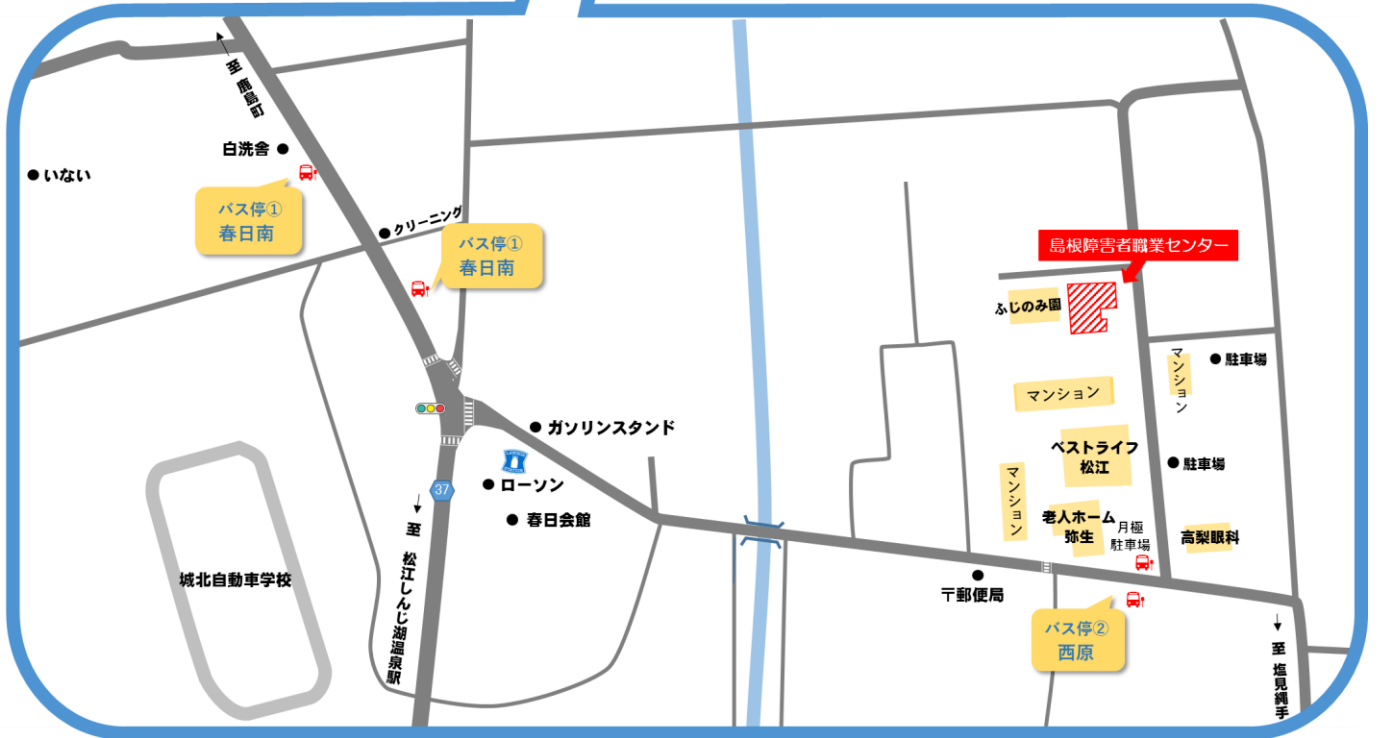 至 鹿島町
白洗舎
いない
バス停①
春日南
クリーニング
バス停①
春日南
島根障害者職業センター
ふじのみ園
マンション
駐車場
マンション
ガソリンスタンド
ベストライフ
松江
駐車場
ローソン
37
マンション
春日会館
老人ホーム
弥生
月極
駐車場
高梨眼科
至 松江しんじ湖温泉駅
城北自動車学校
〒郵便局
バス停②
西原
至 塩見縄手